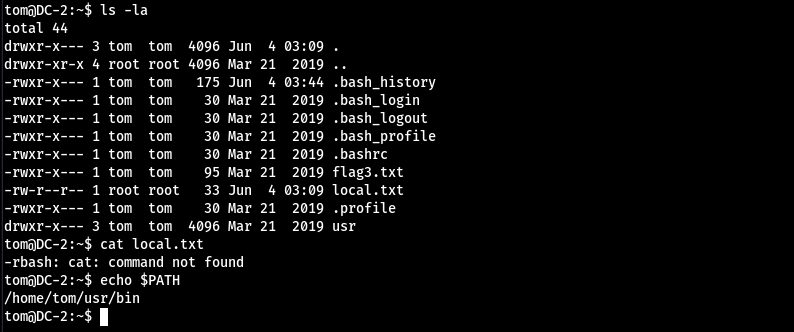 tom@DC-2:~$ ls -la
total 44
drwxr-x--- 3 tom  tom  4096 Jun  4 03:09 .
drwxr-xr-x 4 root root 4096 Mar 21  2019 ..
-rwxr-x--- 1 tom  tom   175 Jun  4 03:44 .bash_history
-rwxr-x--- 1 tom  tom    30 Mar 21  2019 .bash_login
-rwxr-x--- 1 tom  tom    30 Mar 21  2019 .bash_logout
-rwxr-x--- 1 tom  tom    30 Mar 21  2019 .bash_profile
-rwxr-x--- 1 tom  tom    30 Mar 21  2019 .bashrc
-rwxr-x--- 1 tom  tom    95 Mar 21  2019 flag3.txt
-rw-r--r-- 1 root root   33 Jun  4 03:09 local.txt
-rwxr-x--- 1 tom  tom    30 Mar 21  2019 .profile
drwxr-x--- 3 tom  tom  4096 Mar 21  2019 usr
tom@DC-2:~$ cat local.txt
-rbash: cat: command not found
tom@DC-2:~$ echo $PATH
/home/tom/usr/bin
tom@DC-2:~$